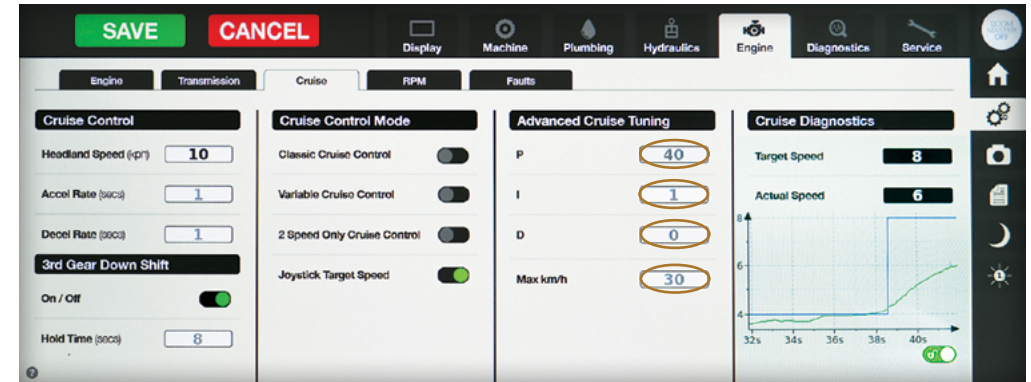 SAVE
CANCEL
Display
Machine
Plumbing
Hydraulics
Engine
Diagnostics
Service
BOOM
MASTER
OFF
Engine
Transmission
Cruise
RPM
Faults
Cruise Control
Headland Speed (kph) 10
Accel Rate (secs) 1
Decel Rate (secs) 1
3rd Gear Down Shift
On / Off
Hold Time (secs) 8
Cruise Control Mode
Classic Cruise Control
Variable Cruise Control
2 Speed Only Cruise Control
Joystick Target Speed
Advanced Cruise Tuning
P 40
I 1
D 0
Max km/h 30
Cruise Diagnostics
Target Speed 8
Actual Speed 6
8
6
4
32s 34s 36s 38s 40s
1
?